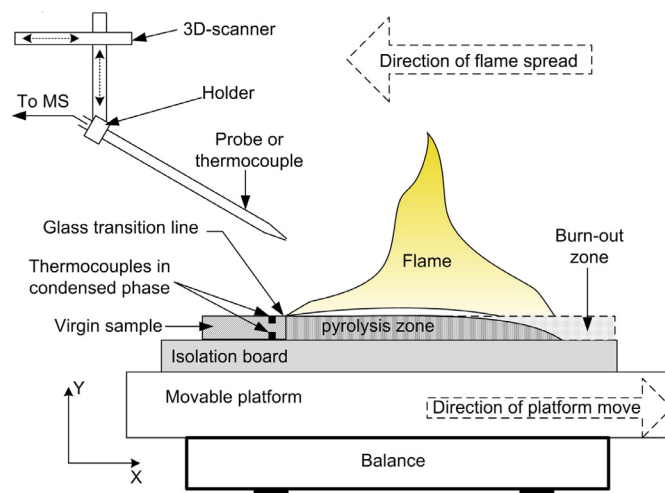 3D-scanner
Direction of flame spread
To MS
Holder
Probe or
thermocouple
Glass transition line
Burn-out
zone
Thermocouples in
condensed phase
Flame
Virgin sample
pyrolysis zone
Isolation board
Y
Movable platform
Direction of platform move
X
Balance